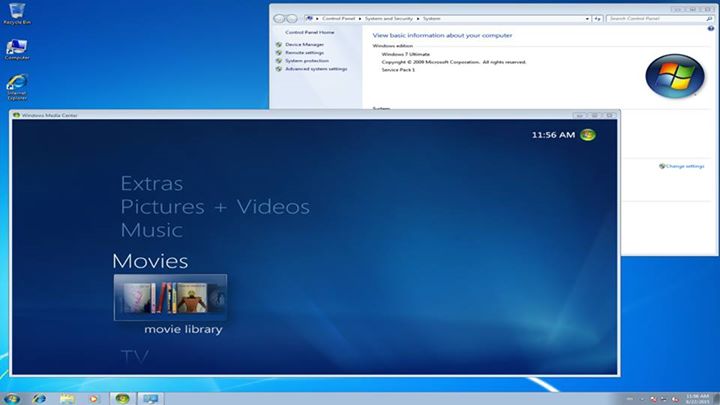 Recycle Bin
Computer
Internet
Explorer
Control Panel
System and Security
System
Search Control Panel
Control Panel Home
Device Manager
Remote settings
System protection
Advanced system settings
View basic information about your computer
Windows edition
Windows 7 Ultimate
Copyright © 2009 Microsoft Corporation. All rights reserved.
Service Pack 1
System
Change settings
Windows Media Center
11:56 AM
Extras
Pictures + Videos
Music
Movies
movie library
TV
11:56 AM